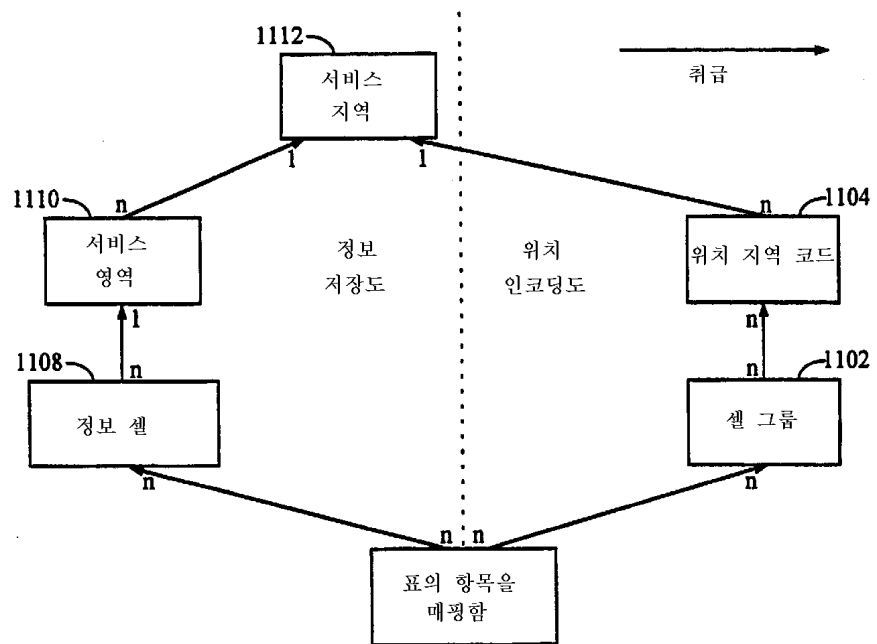 1112
서비스
지역
취급
1110
n
1
1
n
1104
서비스
영역
정보
저장도
위치
인코딩도
위치 지역 코드
1
n
1108
n
n
1102
정보 셀
셀 그룹
n
n
n
n
표의 항목을
매핑함